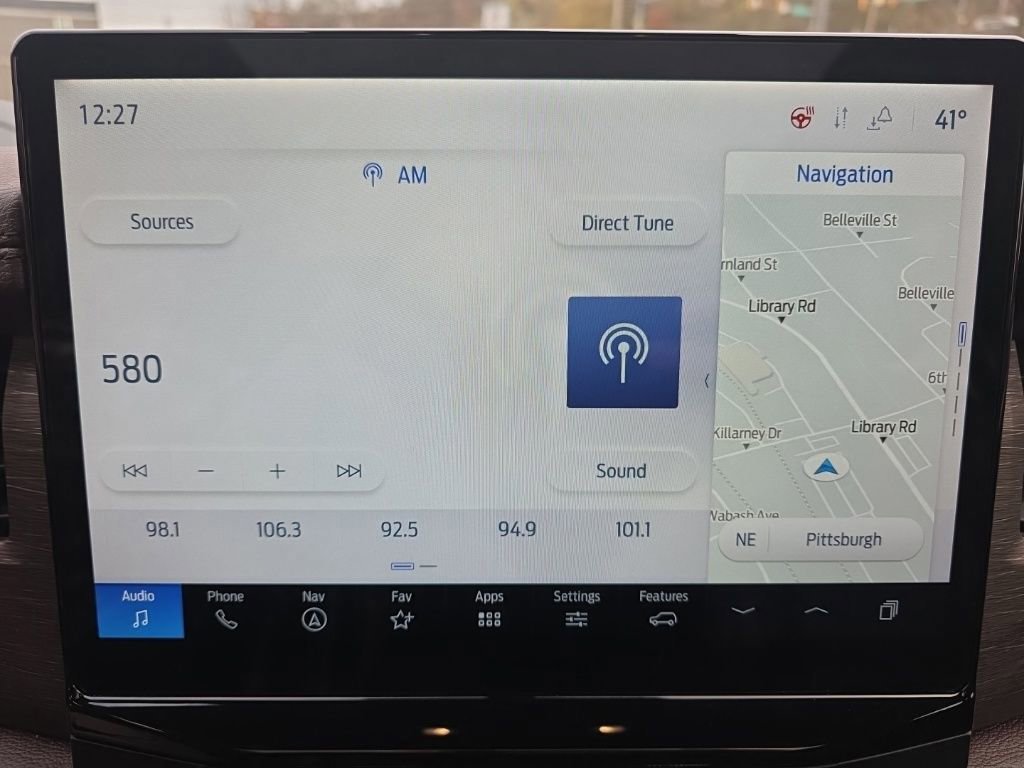 12:27
41°
AM
Navigation
Sources
Direct Tune
Belleville St
rnland St
Belleville
Library Rd
580
6th
Killarney Dr
Library Rd
Sound
Wabash Ave
98.1 106.3 92.5 94.9 101.1
NE Pittsburgh
Audio Phone Nav Fav Apps Settings Features